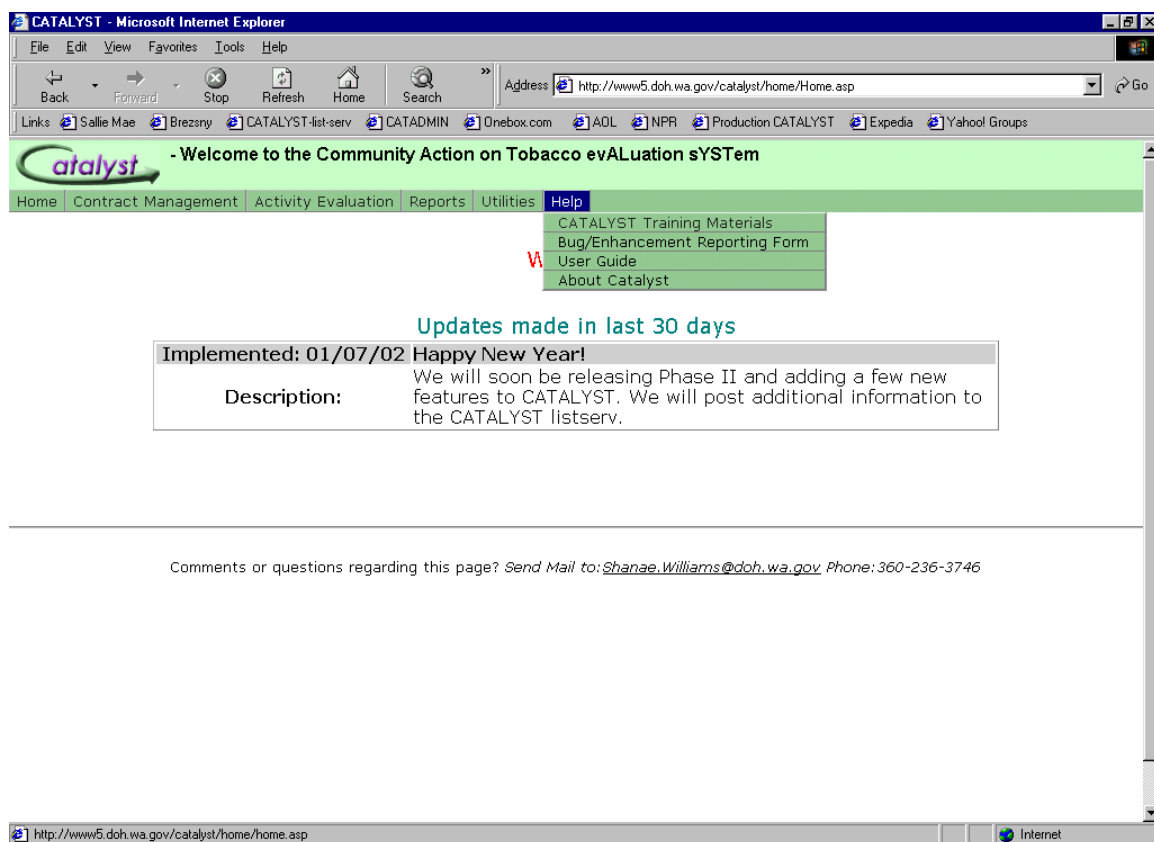 CATALYST - Microsoft Internet Explorer
File Edit View Favorites Tools Help
Back Forward Stop Refresh Home Search » Address http://www5.doh.wa.gov/catalyst/home/Home.asp Go
Links Sallie Mae Brezsny CATALYST-list-serv CATADMIN Onebox.com AOL NPR Production CATALYST Expedia Yahoo! Groups
Catalyst - Welcome to the Community Action on Tobacco evALuation sYSTem
Home Contract Management Activity Evaluation Reports Utilities Help
CATALYST Training Materials
Bug/Enhancement Reporting Form
User Guide
About Catalyst
Updates made in last 30 days
Implemented: 01/07/02 Happy New Year!
Description: We will soon be releasing Phase II and adding a few new
features to CATALYST. We will post additional information to
the CATALYST listserv.
Comments or questions regarding this page? Send Mail to: Shanae.Williams@doh.wa.gov Phone: 360-236-3746
http://www5.doh.wa.gov/catalyst/home/home.asp Internet